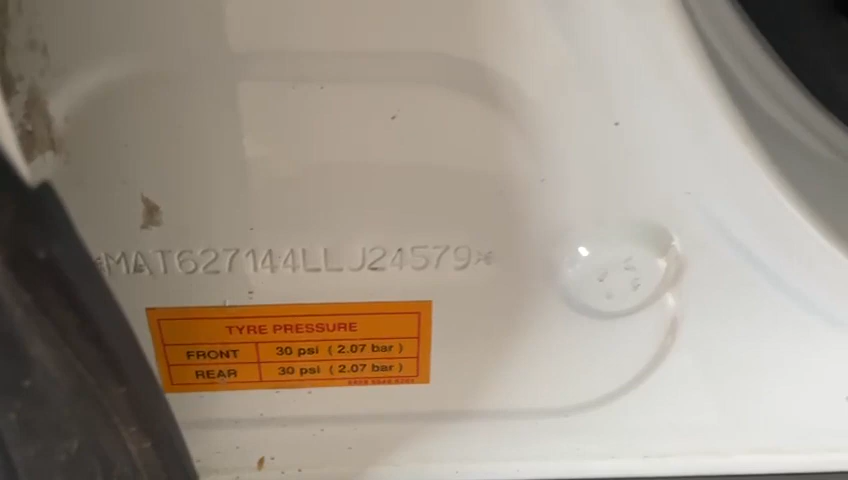 *MAT627144LLJ24579*
TYRE PRESSURE
FRONT 30 psi ( 2.07 bar )
REAR 30 psi ( 2.07 bar )